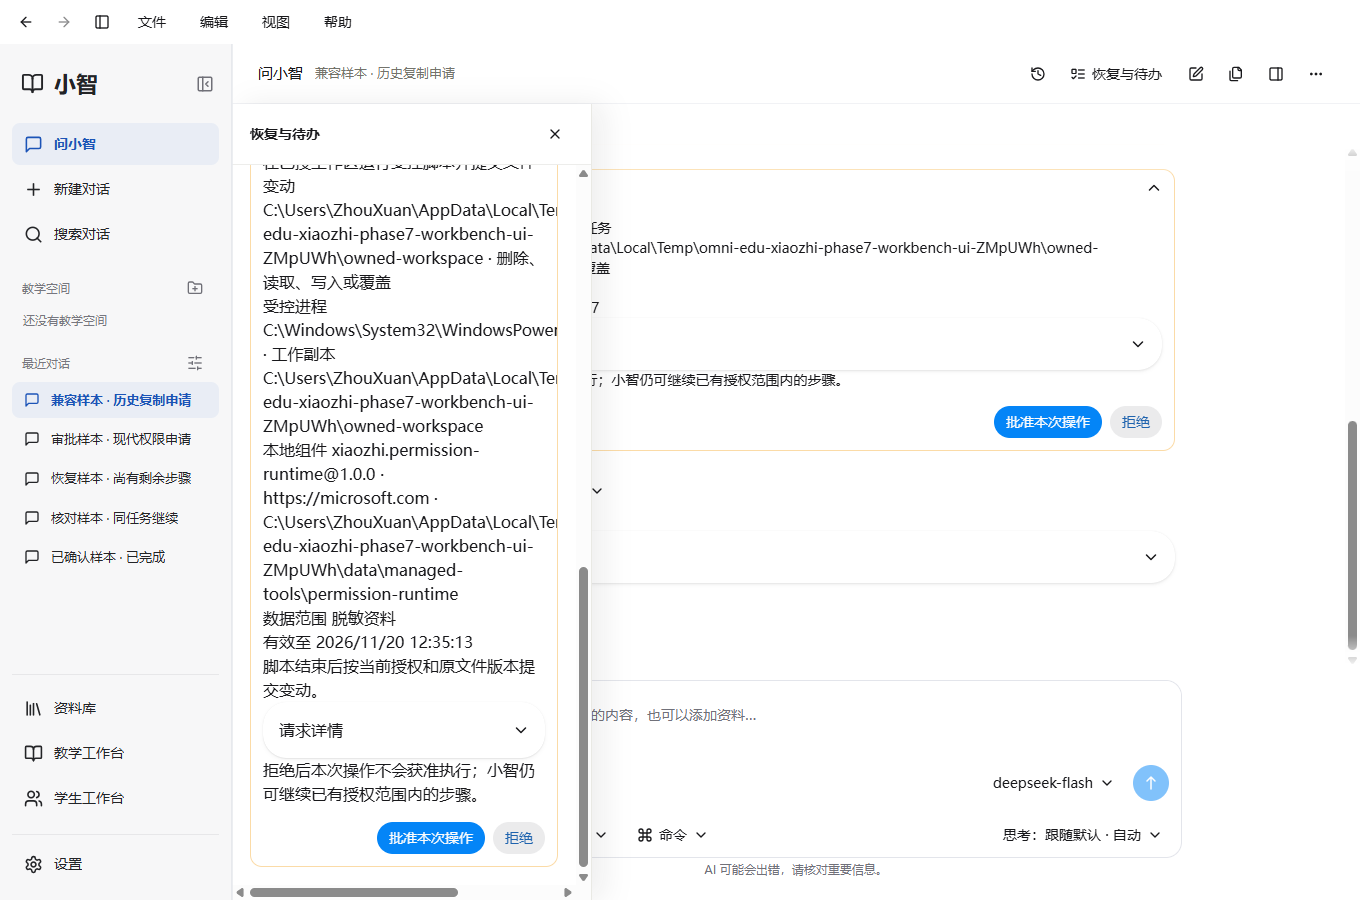 文件 编辑 视图 帮助
小智
问小智
新建对话
搜索对话
教学空间
还没有教学空间
最近对话
兼容样本 · 历史复制申请
审批样本 · 现代权限申请
恢复样本 · 尚有剩余步骤
核对样本 · 同任务继续
已确认样本 · 已完成
资料库
教学工作台
学生工作台
设置
问小智 兼容样本 · 历史复制申请
恢复与待办
恢复与待办
变动
C:\Users\ZhouXuan\AppData\Local\Te
edu-xiaozhi-phase7-workbench-ui-
ZMpUWh\owned-workspace · 删除、
读取、写入或覆盖
受控进程
C:\Windows\System32\WindowsPower
· 工作副本
C:\Users\ZhouXuan\AppData\Local\Te
edu-xiaozhi-phase7-workbench-ui-
ZMpUWh\owned-workspace
本地组件 xiaozhi.permission-
runtime@1.0.0 ·
https://microsoft.com ·
C:\Users\ZhouXuan\AppData\Local\Te
edu-xiaozhi-phase7-workbench-ui-
ZMpUWh\data\managed-
tools\permission-runtime
数据范围 脱敏资料
有效至 2026/11/20 12:35:13
脚本结束后按当前授权和原文件版本提
交变动。
请求详情
拒绝后本次操作不会获准执行；小智仍
可继续已有授权范围内的步骤。
批准本次操作 拒绝
任务
ata\Local\Temp\omni-edu-xiaozhi-phase7-workbench-ui-ZMpUWh\owned-
覆盖
7
行；小智仍可继续已有授权范围内的步骤。
批准本次操作 拒绝
的内容，也可以添加资料...
deepseek-flash
命令
思考：跟随默认 · 自动
AI 可能会出错，请核对重要信息。